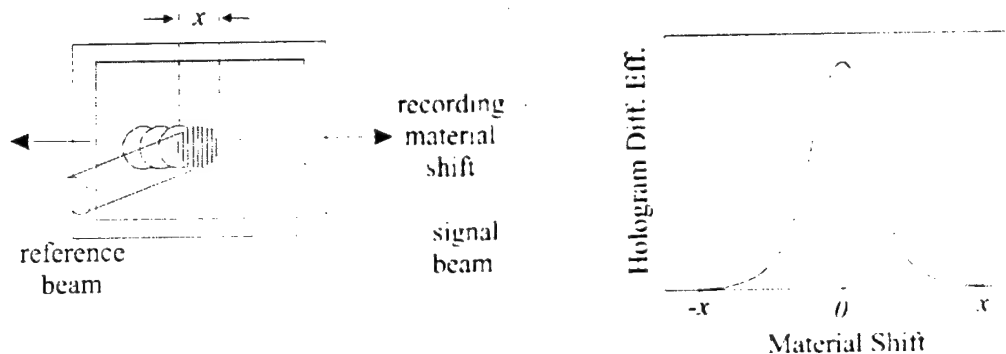 x
recording
material
shift
signal
beam
reference
beam
Hologram Diff. Eff.
-x 0 x
Material Shift